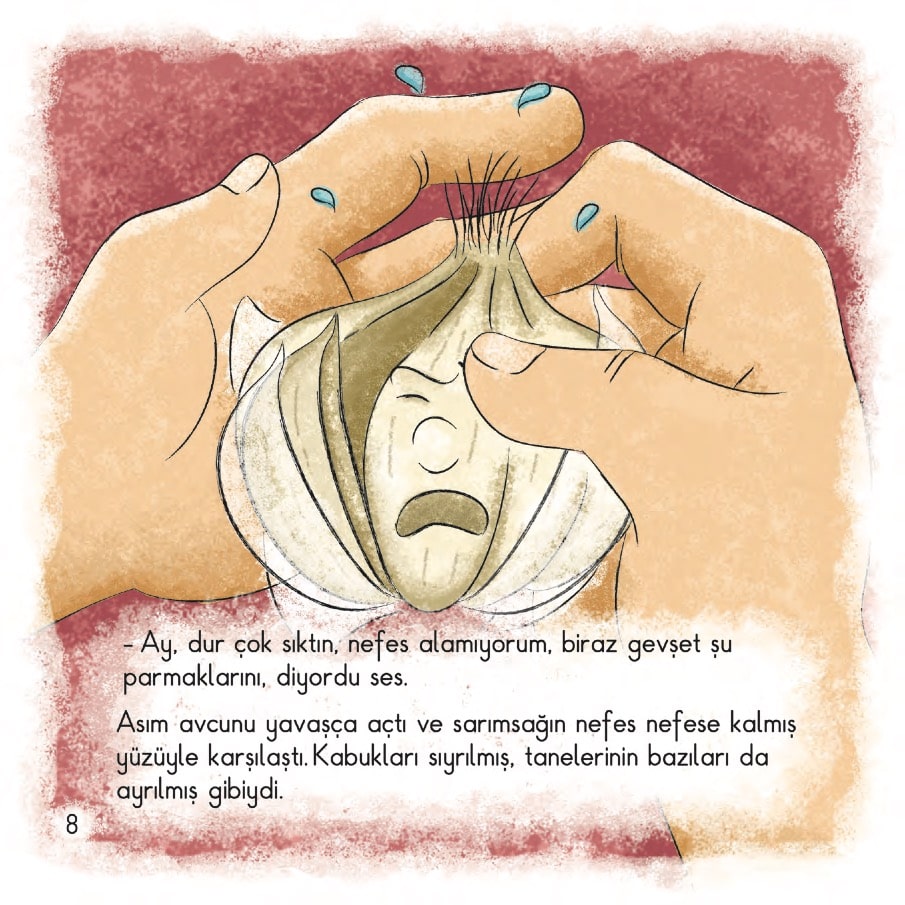 - Ay, dur çok sıktın, nefes alamıyorum, biraz gevşet şu
parmaklarını, diyordu ses.
Asım avcunu yavaşça açtı ve sarımsağın nefes nefese kalmış
yüzüyle karşılaştı. Kabukları sıyrılmış, tanelerinin bazıları da
ayrılmış gibiydi.
8